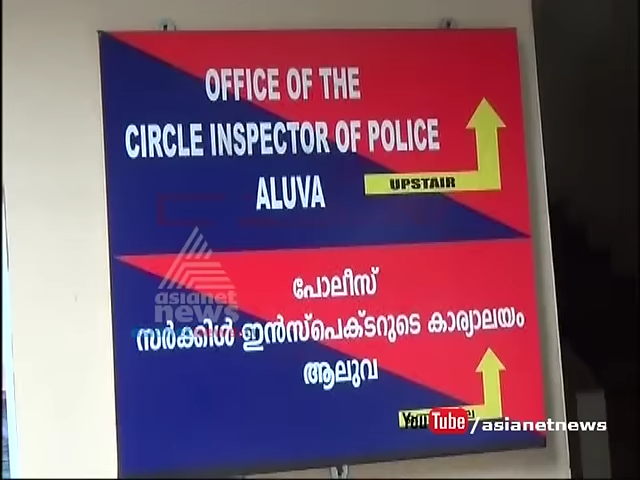 OFFICE OF THE
CIRCLE INSPECTOR OF POLICE
ALUVA
UPSTAIR
പോലീസ്
സർക്കിൾ ഇൻസ്പെക്ടറുടെ കാര്യാലയം
ആലുവ
asianet
news
YouTube/asianetnews